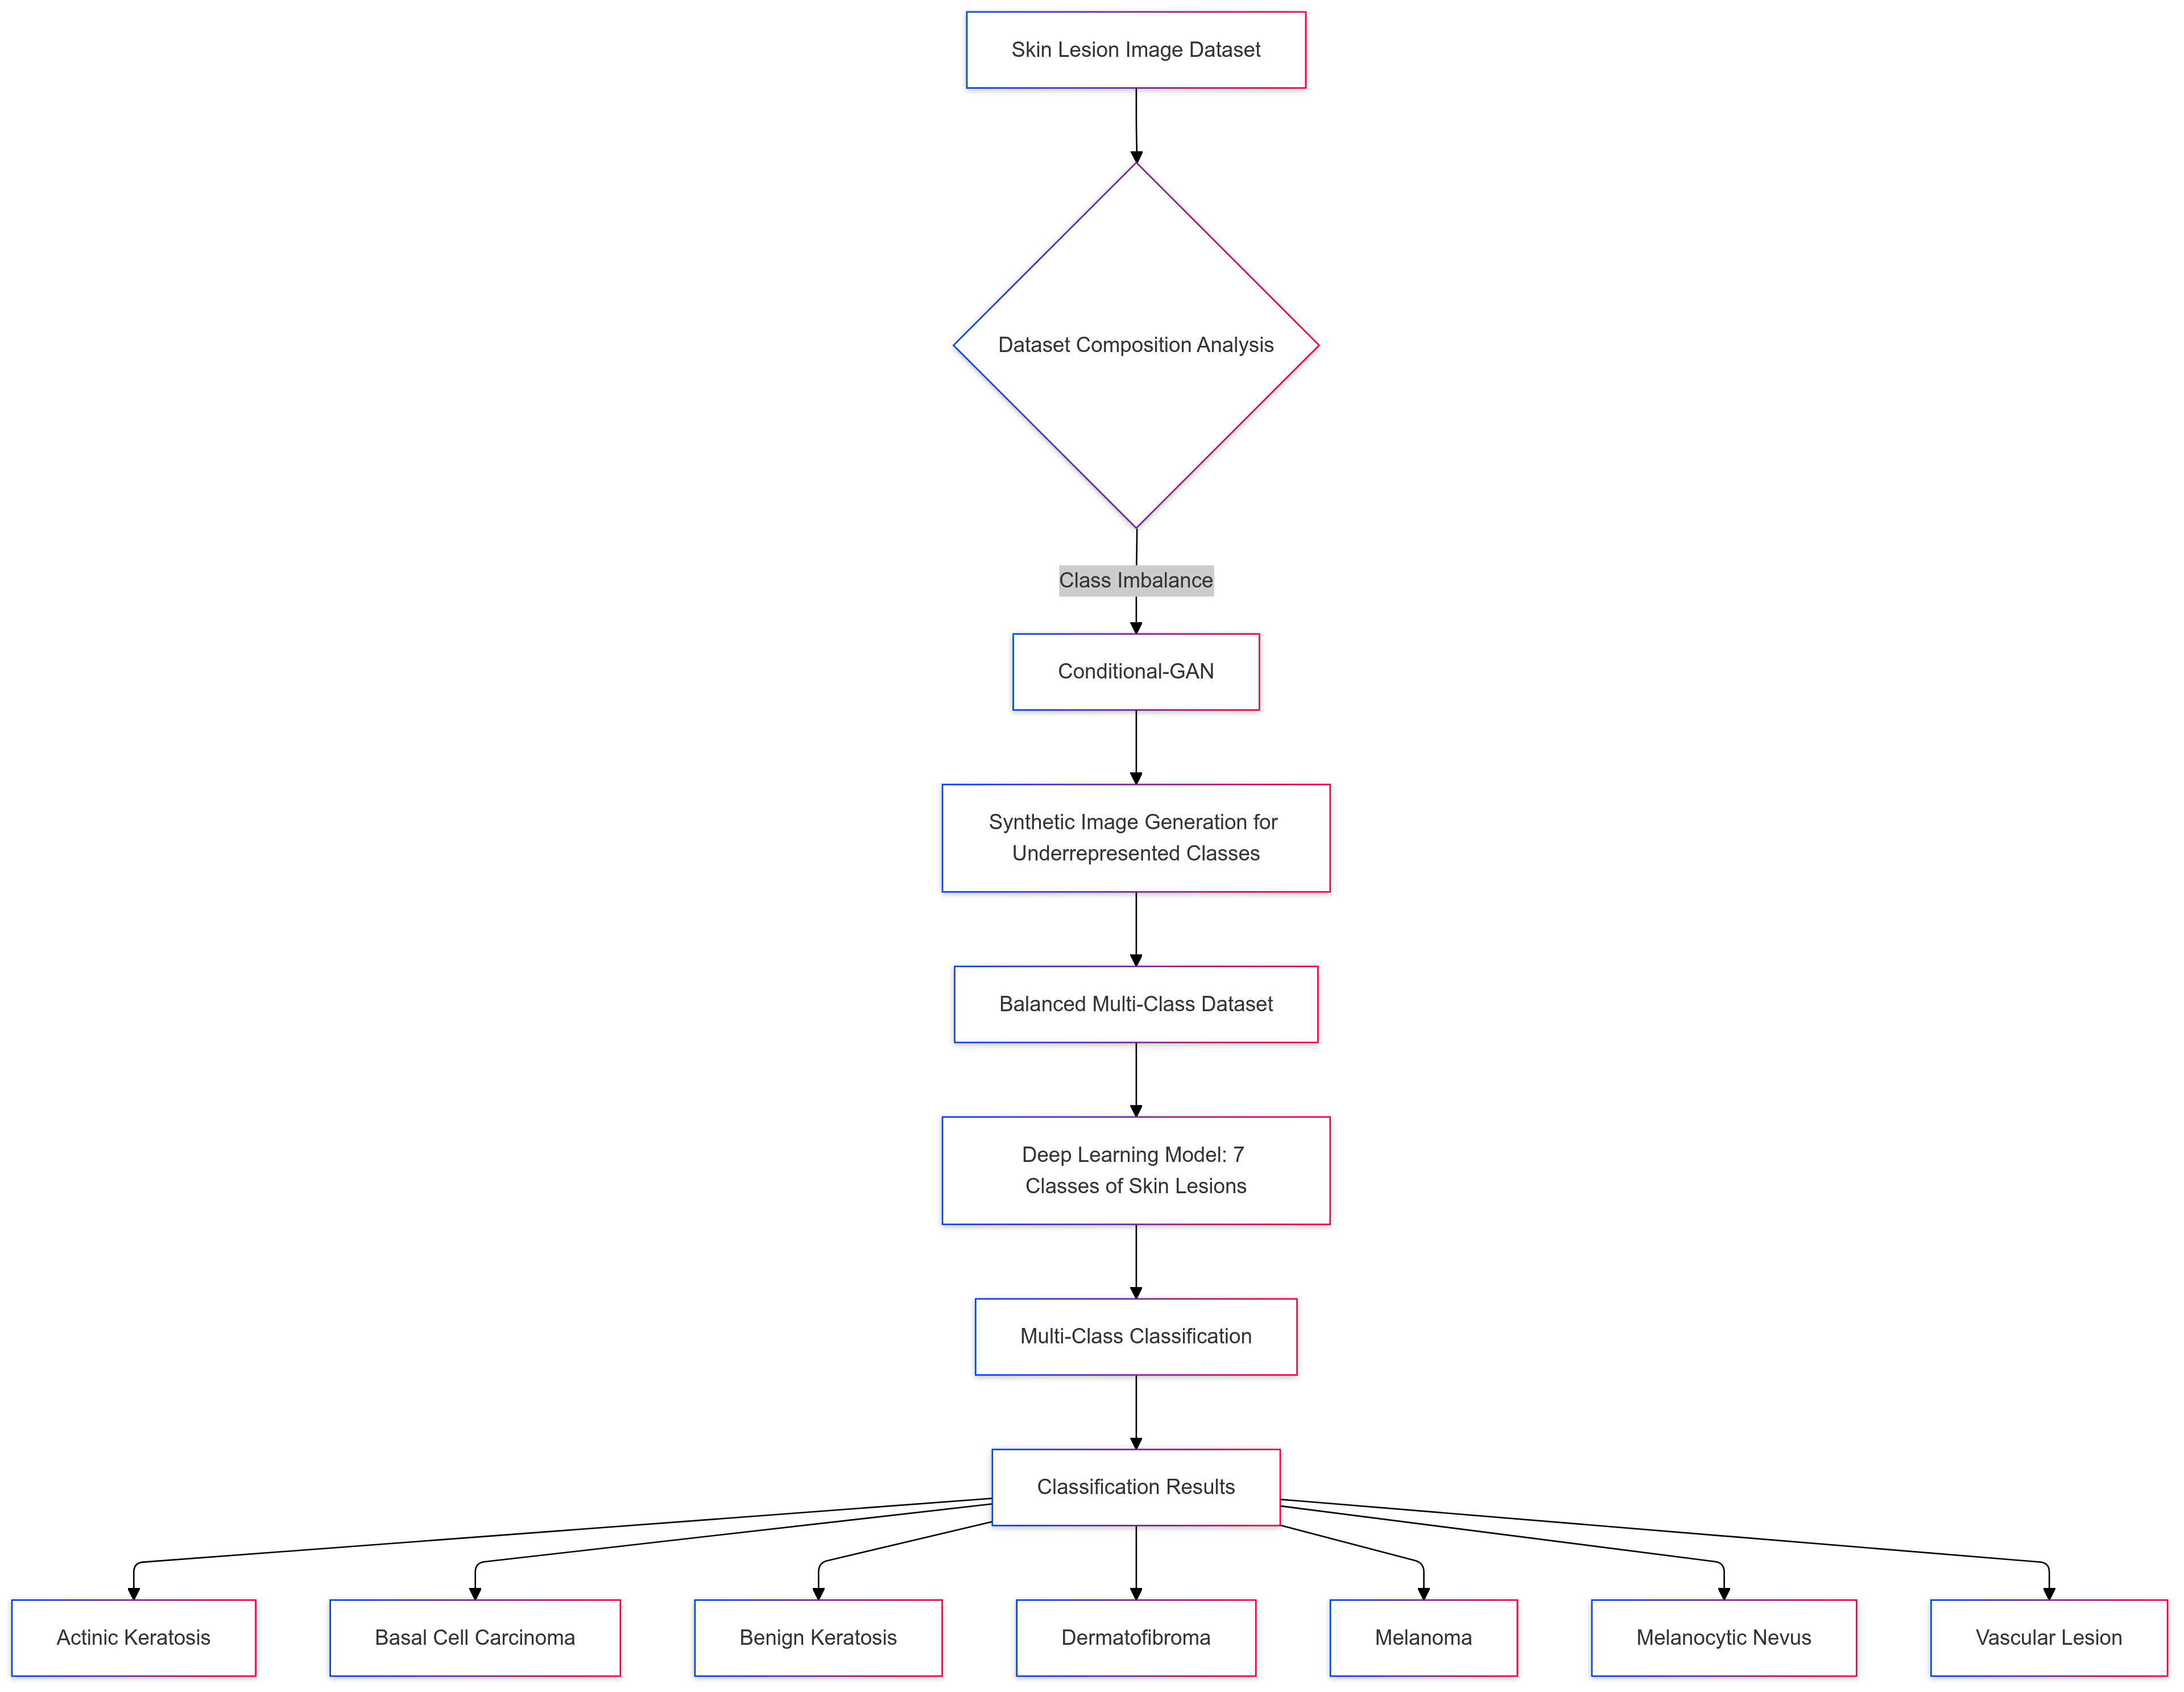 Skin Lesion Image Dataset
Dataset Composition Analysis
Class Imbalance
Conditional-GAN
Synthetic Image Generation for
Underrepresented Classes
Balanced Multi-Class Dataset
Deep Learning Model: 7
Classes of Skin Lesions
Multi-Class Classification
Classification Results
Actinic Keratosis
Basal Cell Carcinoma
Benign Keratosis
Dermatofibroma
Melanoma
Melanocytic Nevus
Vascular Lesion